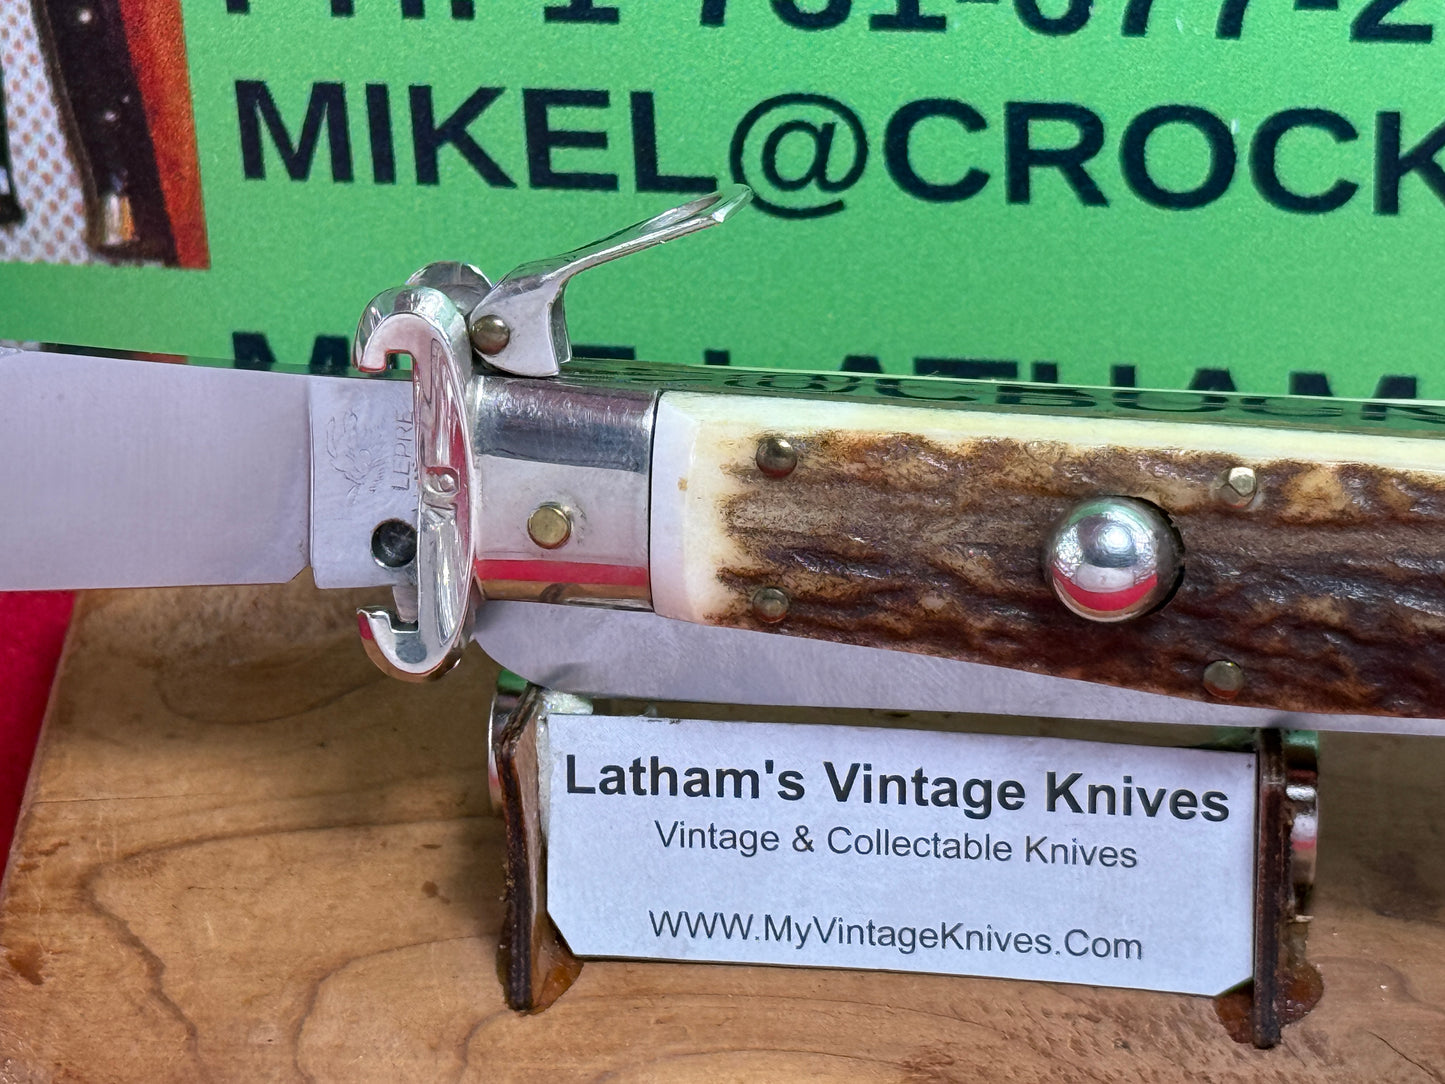 MIKEL@CROCK
LEPRE
Latham's Vintage Knives
Vintage & Collectable Knives
WWW.MyVintageKnives.Com